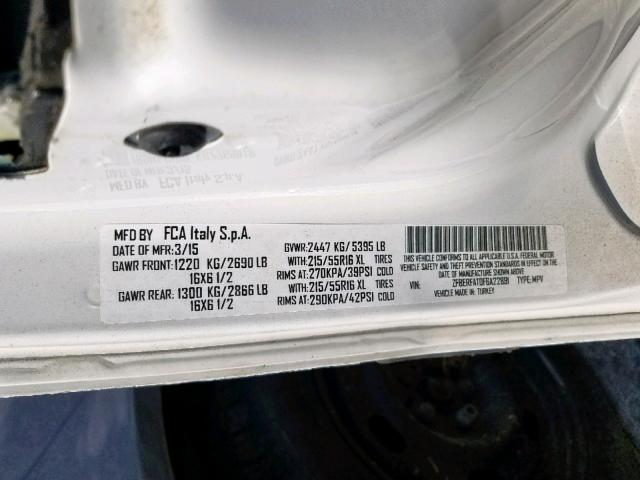 MFD BY FCA Italy S.p.A.
DATE OF MFR: 3/15
GAWR FRONT: 1220 KG/2690 LB
16X6 1/2
GAWR REAR: 1300 KG/2866 LB
16X6 1/2
GVWR: 2447 KG/5395 LB
WITH: 215/55R16 XL TIRES
RIMS AT: 270KPA/39PSI COLD
WITH: 215/55R16 XL TIRES
RIMS AT: 290KPA/42PSI COLD
THIS VEHICLE CONFORMS TO ALL APPLICABLE U.S. FEDERAL MOTOR
VEHICLE SAFETY AND THEFT PREVENTION STANDARDS IN EFFECT
ON THE DATE OF MANUFACTURE SHOWN ABOVE.
VIN: TYPE: MPV
VEHICLE MADE IN: TURKEY